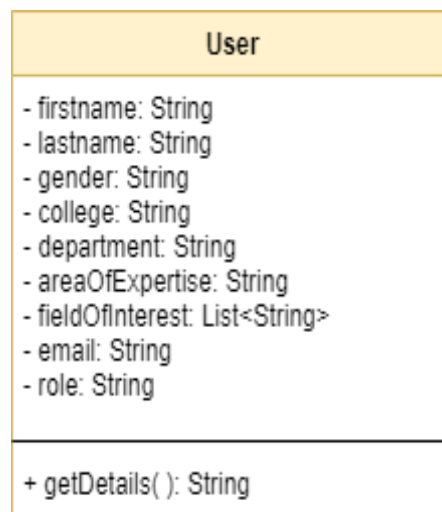 User
- firstname: String
- lastname: String
- gender: String
- college: String
- department: String
- areaOfExpertise: String
- fieldOfInterest: List<String>
- email: String
- role: String
+ getDetails( ): String